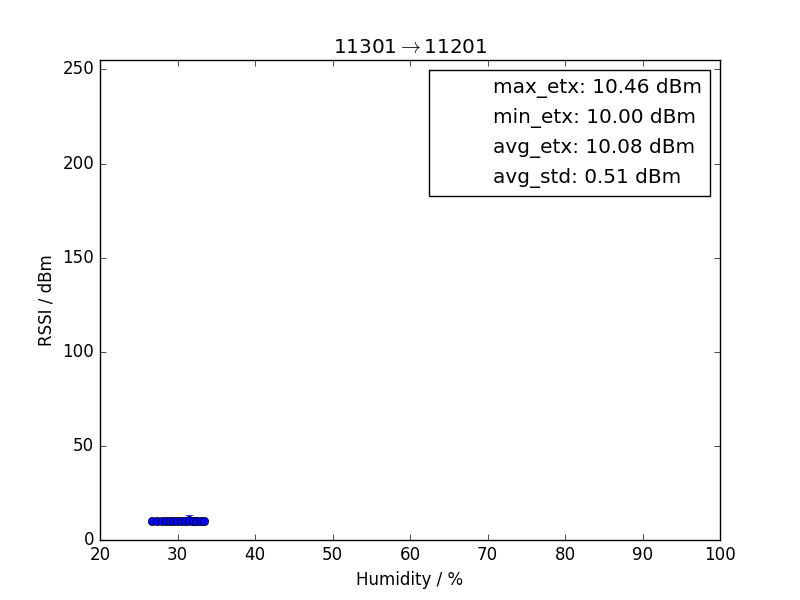 11301→11201
max_etx: 10.46 dBm
min_etx: 10.00 dBm
avg_etx: 10.08 dBm
avg_std: 0.51 dBm
RSSI / dBm
250
200
150
100
50
0
20 30 40 50 60 70 80 90 100
Humidity / %